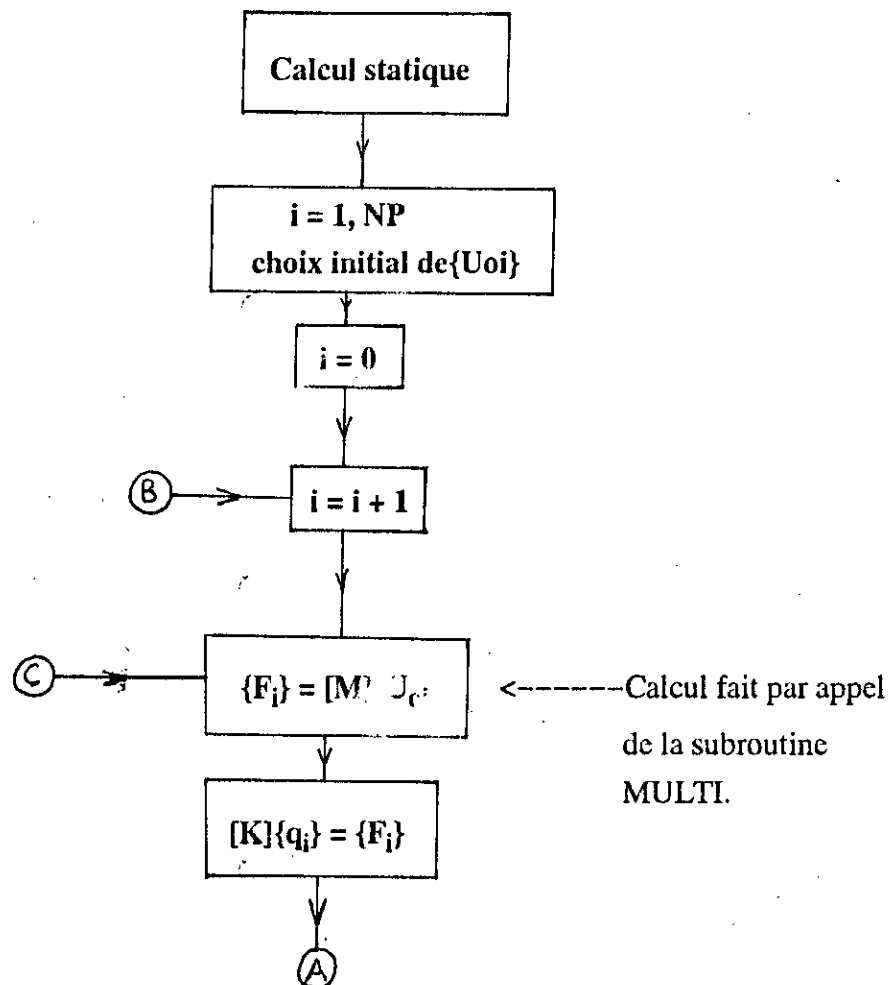 Calcul statique
i = 1, NP
choix initial de{Uoi}
i = 0
B
i = i + 1
C
{Fᵢ} = [M]
<------Calcul fait par appel
de la subroutine
MULTI.
[K]{qᵢ} = {Fᵢ}
A